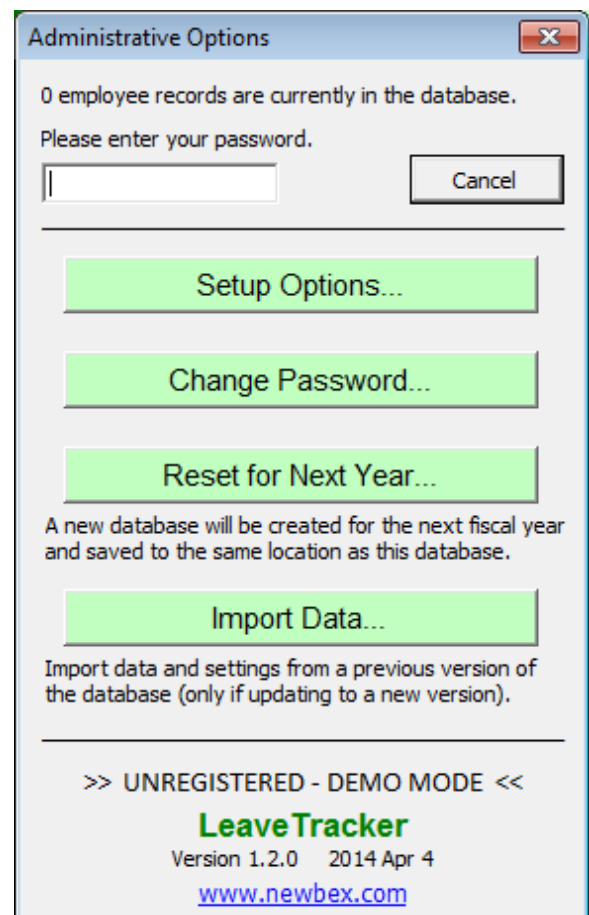 Administrative Options
0 employee records are currently in the database.
Please enter your password.
Cancel
Setup Options...
Change Password...
Reset for Next Year...
A new database will be created for the next fiscal year
and saved to the same location as this database.
Import Data...
Import data and settings from a previous version of
the database (only if updating to a new version).
>> UNREGISTERED - DEMO MODE <<
LeaveTracker
Version 1.2.0 2014 Apr 4
www.newbex.com